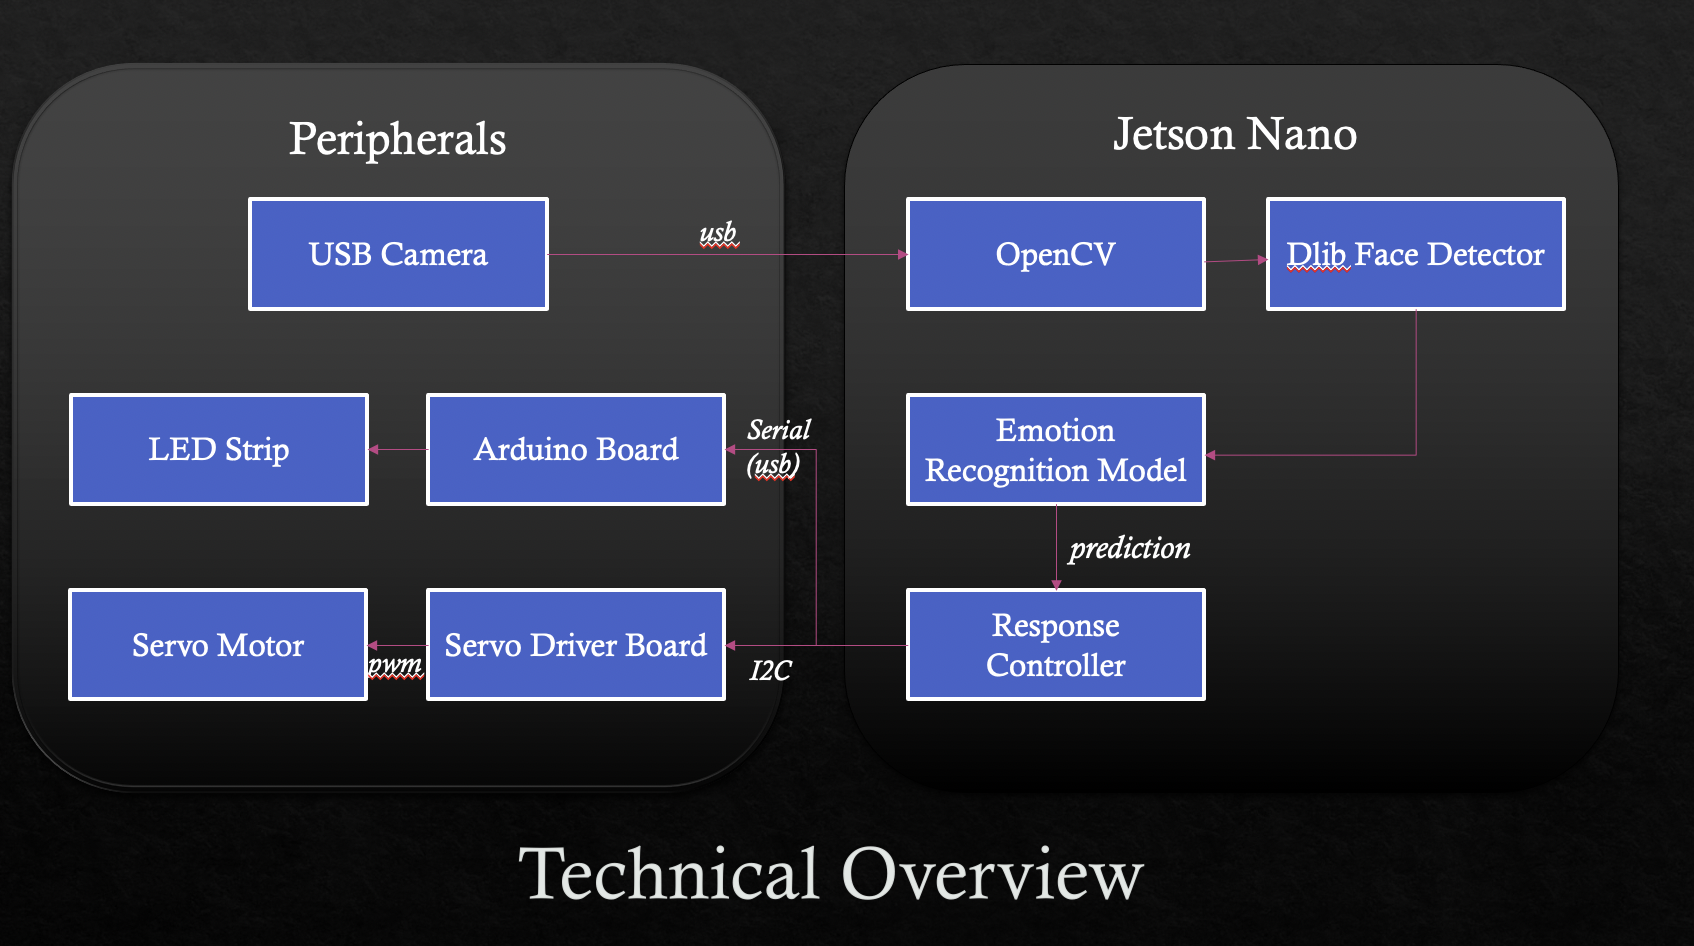 Peripherals
Jetson Nano
USB Camera
usb
OpenCV
Dlib Face Detector
LED Strip
Arduino Board
Serial
(usb)
Emotion
Recognition Model
prediction
Servo Motor
pwm
Servo Driver Board
I2C
Response
Controller
Technical Overview